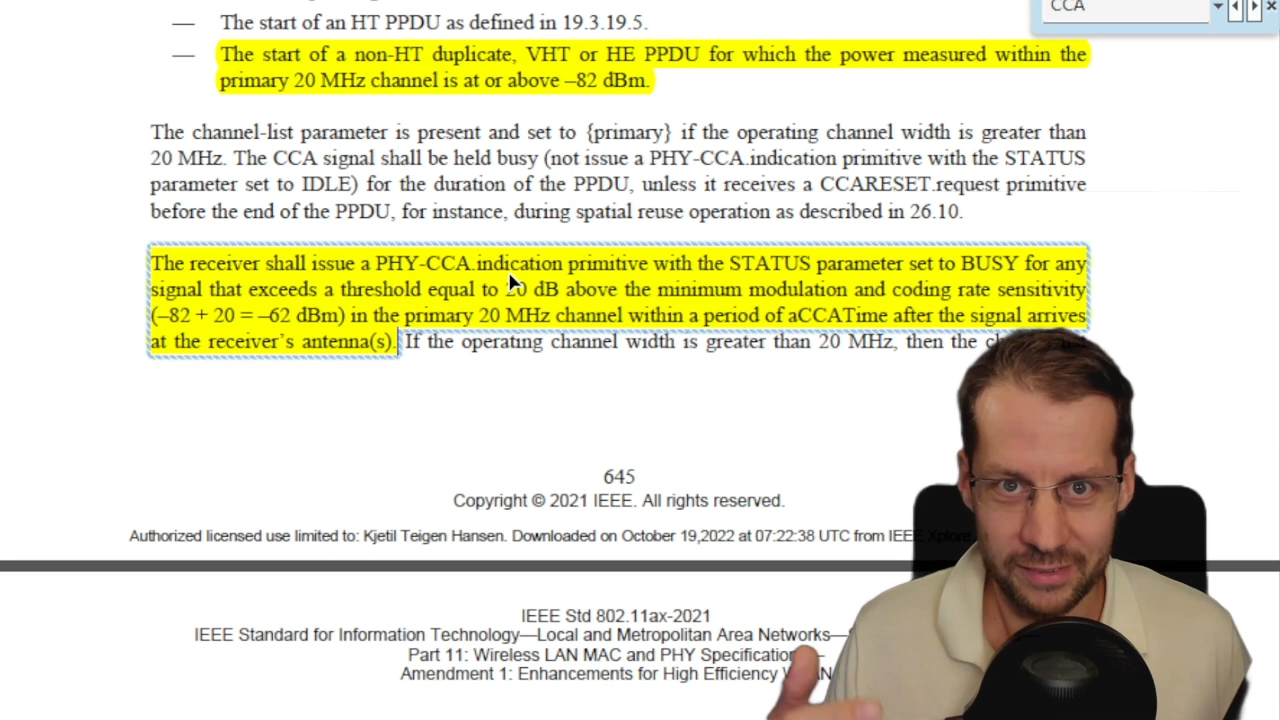 CCA
— The start of an HT PPDU as defined in 19.3.19.5.
— The start of a non-HT duplicate, VHT or HE PPDU for which the power measured within the
primary 20 MHz channel is at or above –82 dBm.
The channel-list parameter is present and set to {primary} if the operating channel width is greater than
20 MHz. The CCA signal shall be held busy (not issue a PHY-CCA.indication primitive with the STATUS
parameter set to IDLE) for the duration of the PPDU, unless it receives a CCARESET.request primitive
before the end of the PPDU, for instance, during spatial reuse operation as described in 26.10.
The receiver shall issue a PHY-CCA.indication primitive with the STATUS parameter set to BUSY for any
signal that exceeds a threshold equal to 20 dB above the minimum modulation and coding rate sensitivity
(–82 + 20 = –62 dBm) in the primary 20 MHz channel within a period of aCCATime after the signal arrives
at the receiver's antenna(s). If the operating channel width is greater than 20 MHz, then the
645
Copyright © 2021 IEEE. All rights reserved.
Authorized licensed use limited to: Kjetil Teigen Hansen. Downloaded on October 19,2022 at 07:22:38 UTC from IEEE Xplore.
IEEE Std 802.11ax-2021
IEEE Standard for Information Technology—Local and Metropolitan Area Networks—
Part 11: Wireless LAN MAC and PHY Specification
Amendment 1: Enhancements for High Efficiency